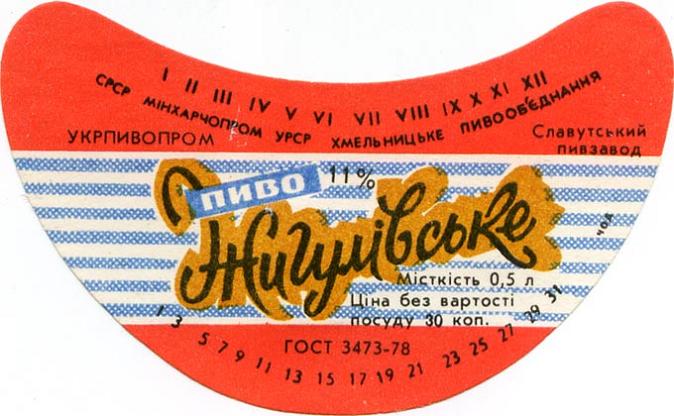 I II III IV V VI VII VIII IX X XI XII
СРСР МІНХАРЧОПРОМ УРСР ХМЕЛЬНИЦЬКЕ ПИВООБ'ЄДНАННЯ
УКРПИВОПРОМ
Славутський
пивзавод
ПИВО 11%
Жигулівське
Місткість 0,5 л
Ціна без вартості
посуду 30 коп.
1 3 5 7 9 11 13 15 17 19 21 23 25 27 29 31
ГОСТ 3473-78